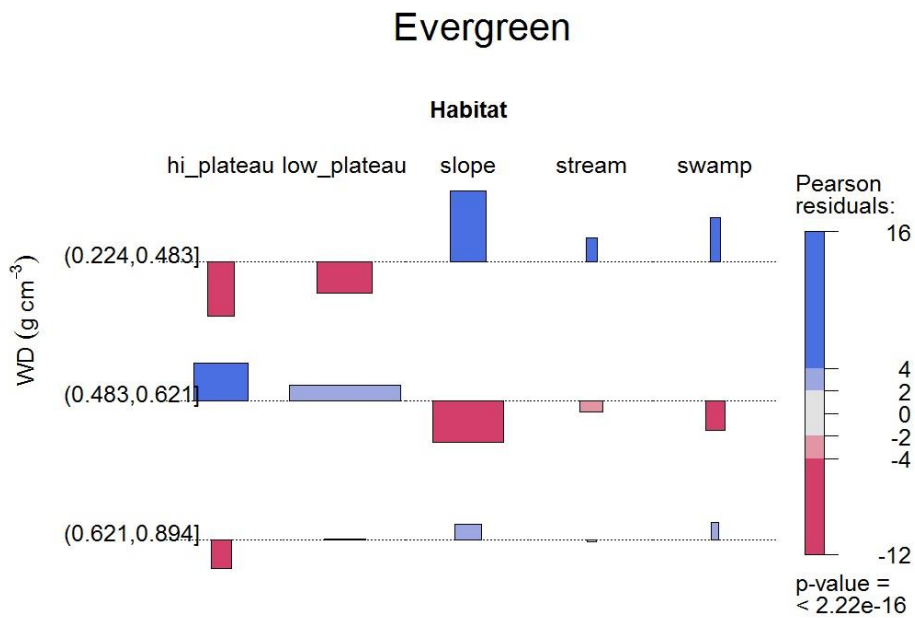 Evergreen
Habitat
hi_plateau low_plateau slope stream swamp
WD (g cm⁻³)
(0.224,0.483]
(0.483,0.621]
(0.621,0.894]
Pearson
residuals:
16
4
2
0
-2
-4
-12
p-value =
< 2.22e-16